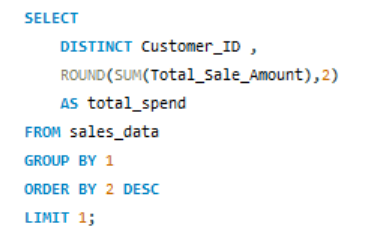 SELECT
DISTINCT Customer_ID ,
ROUND(SUM(Total_Sale_Amount),2)
AS total_spend
FROM sales_data
GROUP BY 1
ORDER BY 2 DESC
LIMIT 1;